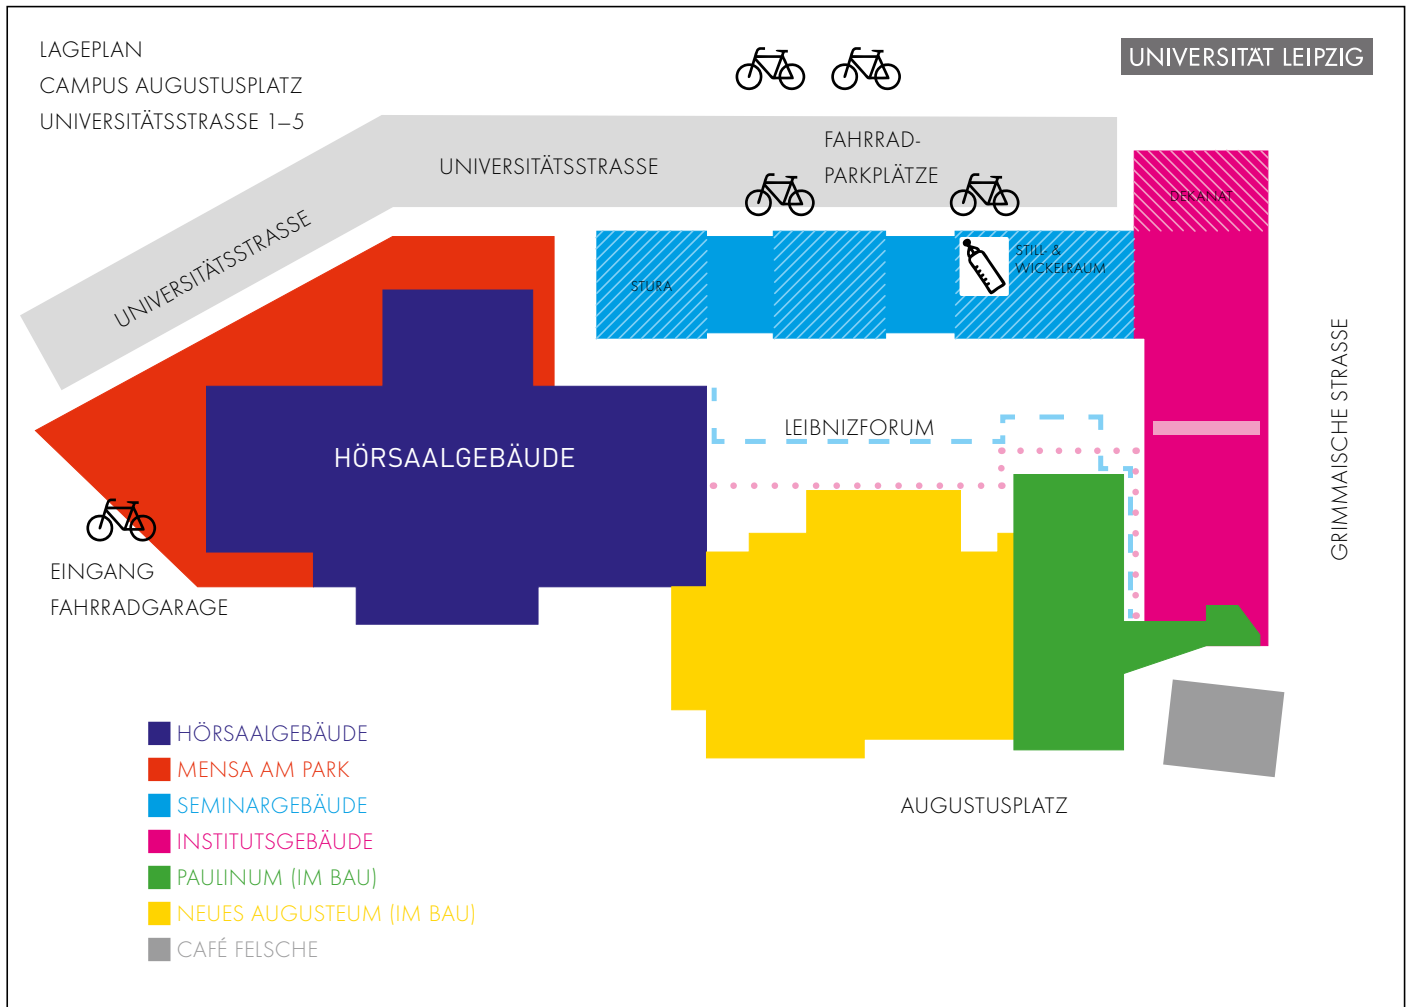 LAGEPLAN
CAMPUS AUGUSTUSPLATZ
UNIVERSITÄTSSTRASSE 1–5
UNIVERSITÄT LEIPZIG
FAHRRAD-
PARKPLÄTZE
UNIVERSITÄTSSTRASSE
UNIVERSITÄTSSTRASSE
DEKANAT
STILL- &
WICKELRAUM
STURA
LEIBNIZFORUM
HÖRSAALGEBÄUDE
GRIMMAISCHE STRASSE
EINGANG
FAHRRADGARAGE
HÖRSAALGEBÄUDE
MENSA AM PARK
SEMINARGEBÄUDE
INSTITUTSGEBÄUDE
PAULINUM (IM BAU)
NEUES AUGUSTEUM (IM BAU)
CAFÉ FELSCHE
AUGUSTUSPLATZ